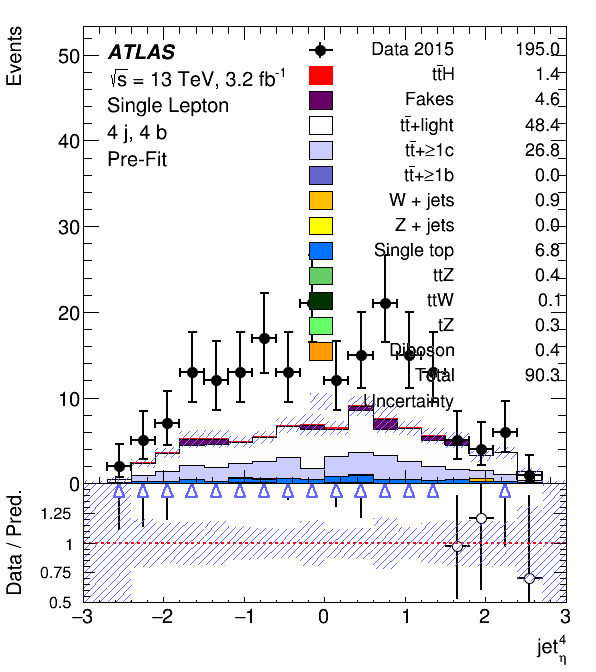 Events
50
40
30
20
10
0
ATLAS
√s = 13 TeV, 3.2 fb-1
Single Lepton
4 j, 4 b
Pre-Fit
Data 2015 195.0
tt̄H 1.4
Fakes 4.6
tt̄+light 48.4
tt̄+≥1c 26.8
tt̄+≥1b 0.0
W + jets 0.9
Z + jets 0.0
Single top 6.8
ttZ 0.4
ttW 0.1
tZ 0.3
Diboson 0.4
Total 90.3
Uncertainty
Data / Pred.
1.25
1
0.75
0.5
−3 −2 −1 0 1 2 3
jet4η